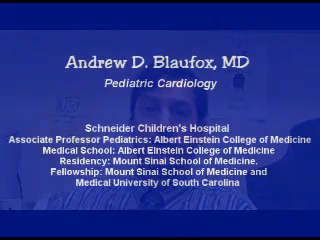 Andrew D. Blaufox, MD
Pediatric Cardiology
Schneider Children's Hospital
Associate Professor Pediatrics: Albert Einstein College of Medicine
Medical School: Albert Einstein College of Medicine
Residency: Mount Sinai School of Medicine.
Fellowship: Mount Sinai School of Medicine and
Medical University of South Carolina